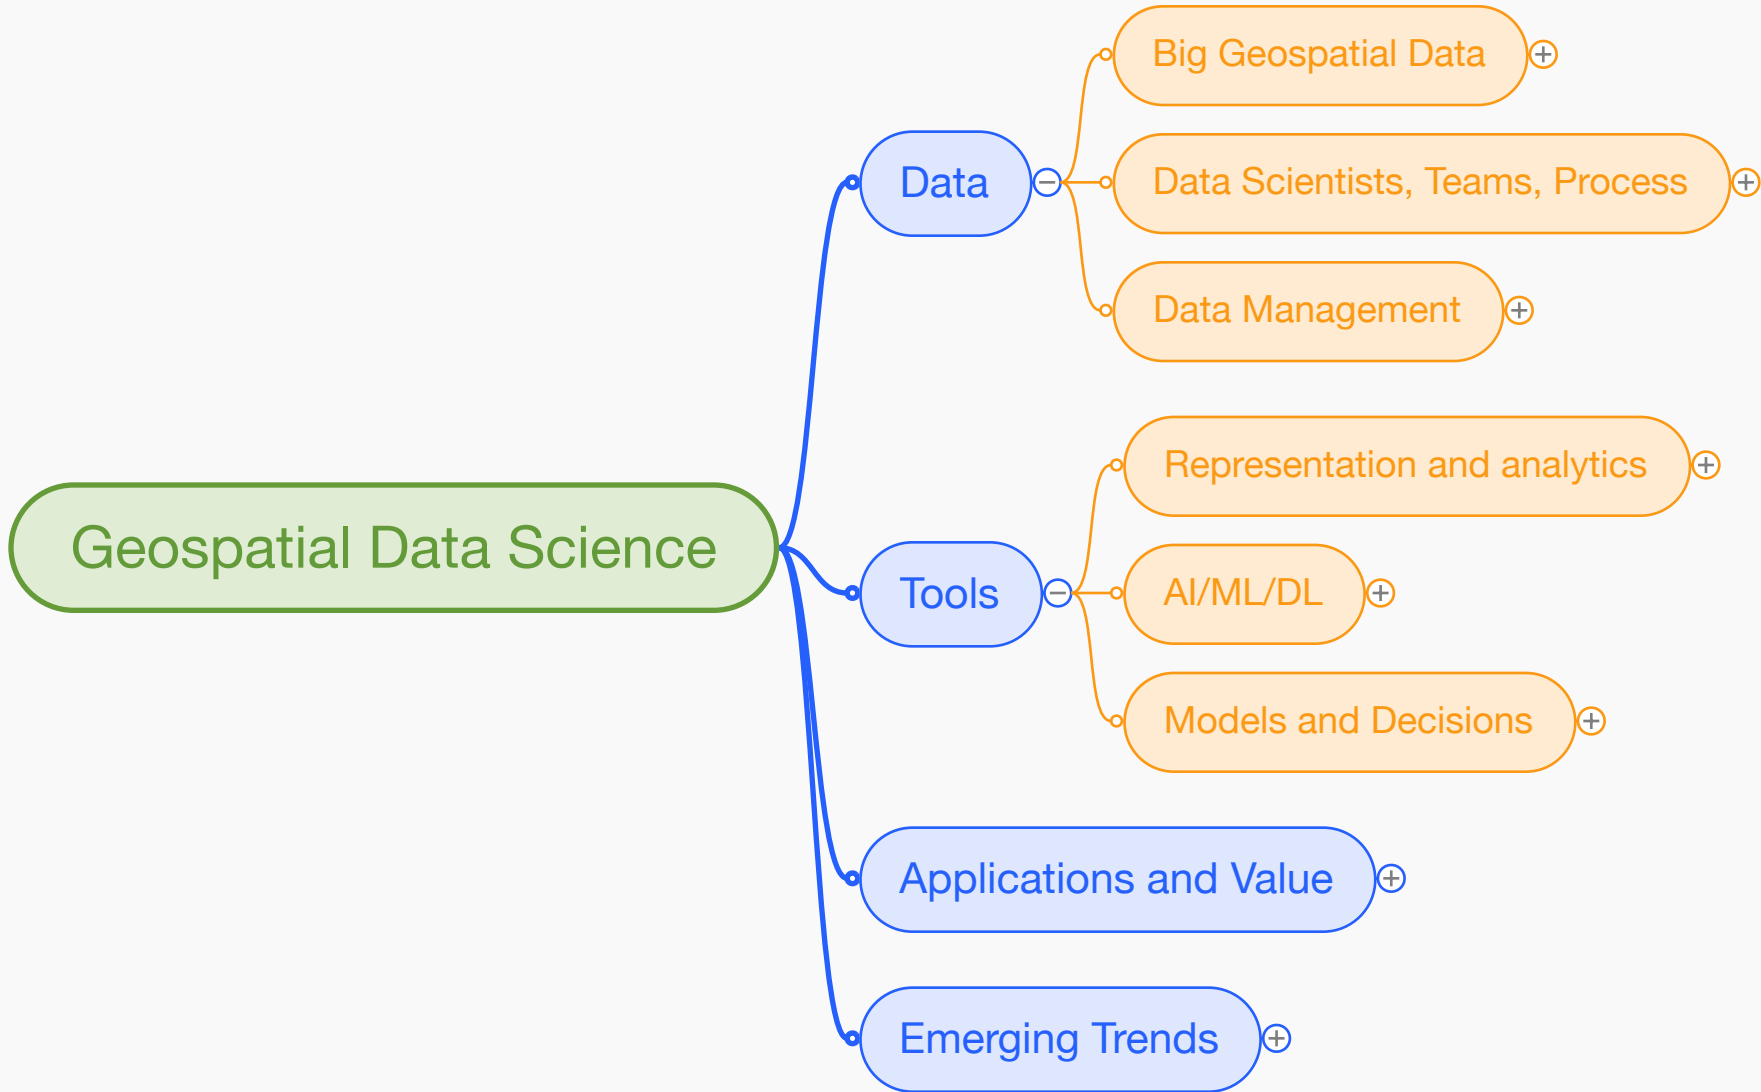 Geospatial Data Science
Data
Big Geospatial Data
Data Scientists, Teams, Process
Data Management
Tools
Representation and analytics
AI/ML/DL
Models and Decisions
Applications and Value
Emerging Trends